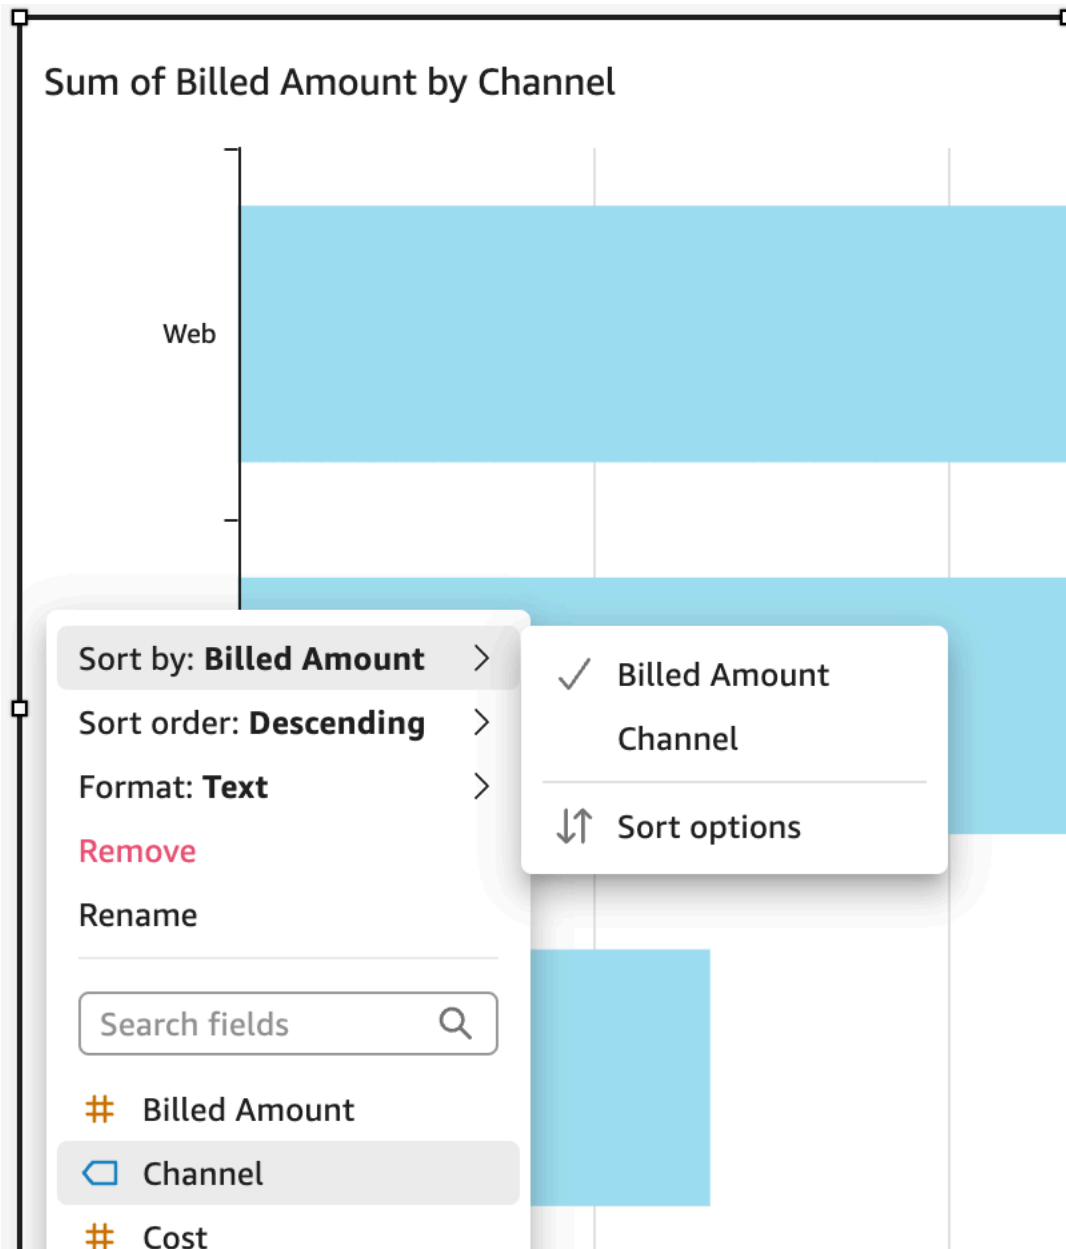 Sum of Billed Amount by Channel
Web
Sort by: Billed Amount
Sort order: Descending
Format: Text
Remove
Rename
Search fields
Billed Amount
Channel
Cost
Billed Amount
Channel
Sort options